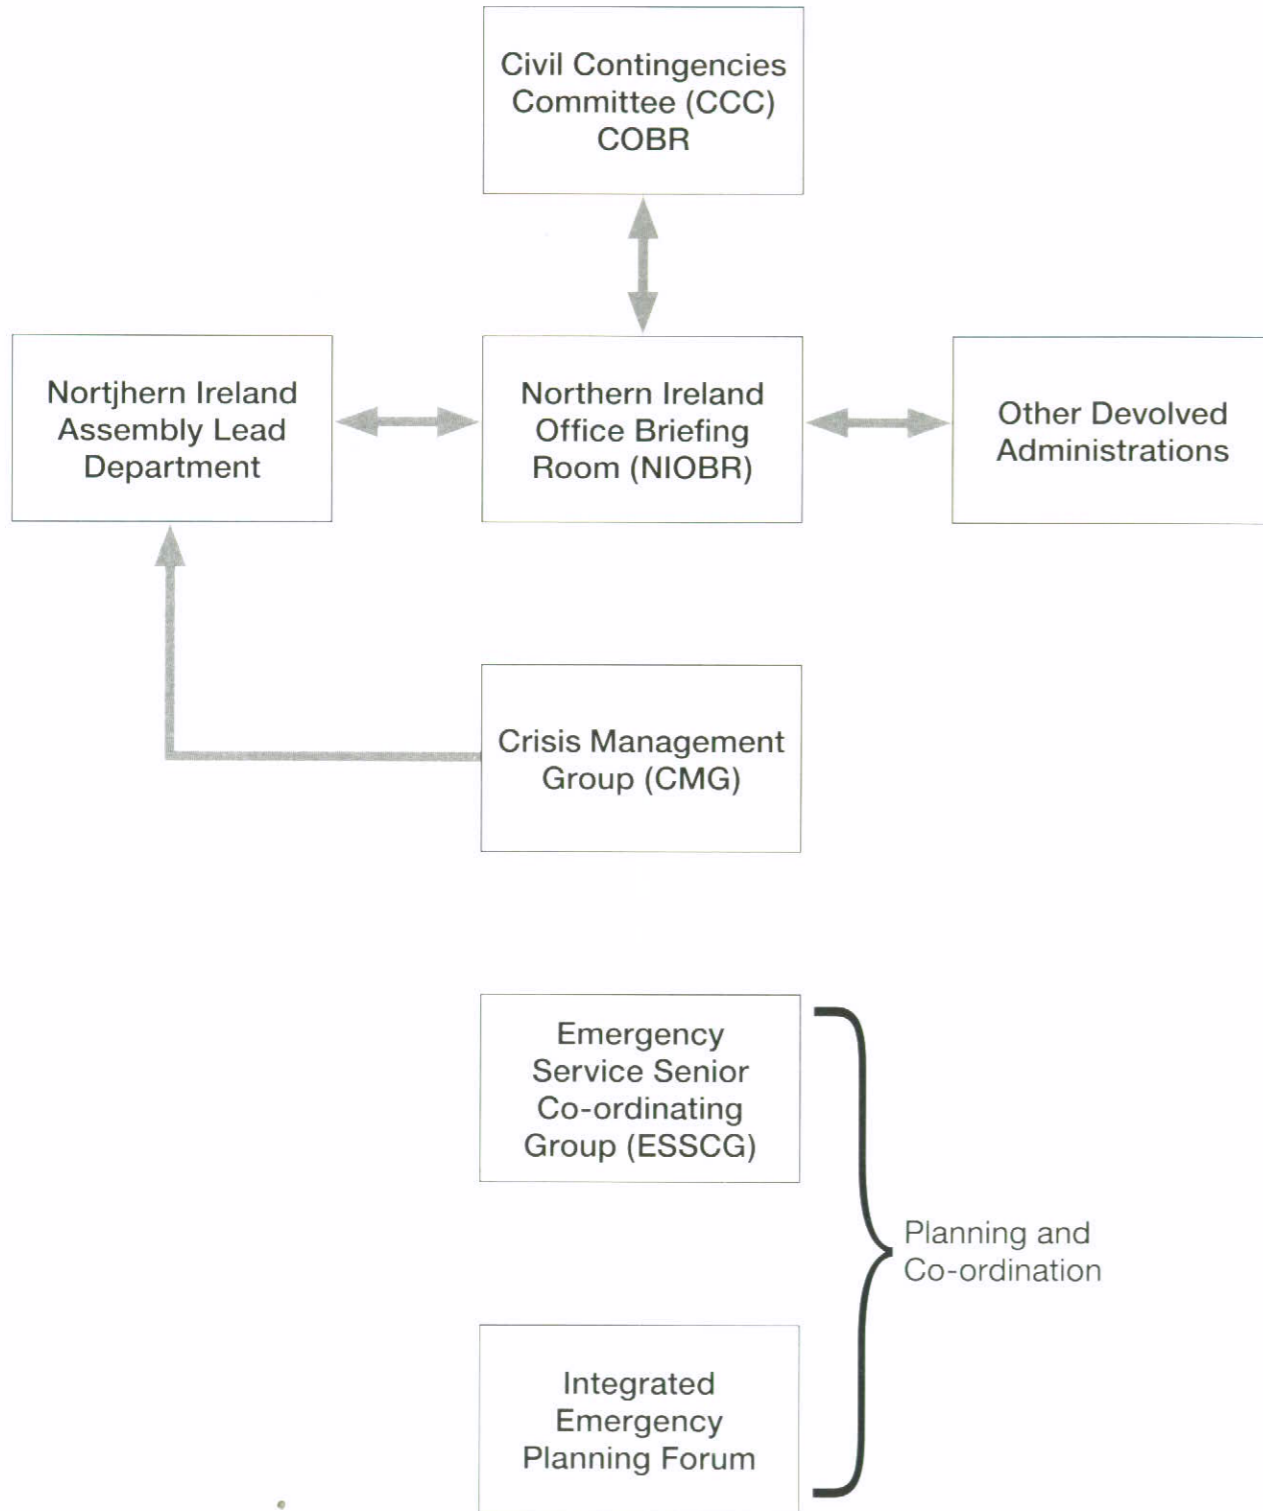 Civil Contingencies
Committee (CCC)
COBR
Nortjhern Ireland
Assembly Lead
Department
Northern Ireland
Office Briefing
Room (NIOBR)
Other Devolved
Administrations
Crisis Management
Group (CMG)
Emergency
Service Senior
Co-ordinating
Group (ESSCG)
Planning and
Co-ordination
Integrated
Emergency
Planning Forum